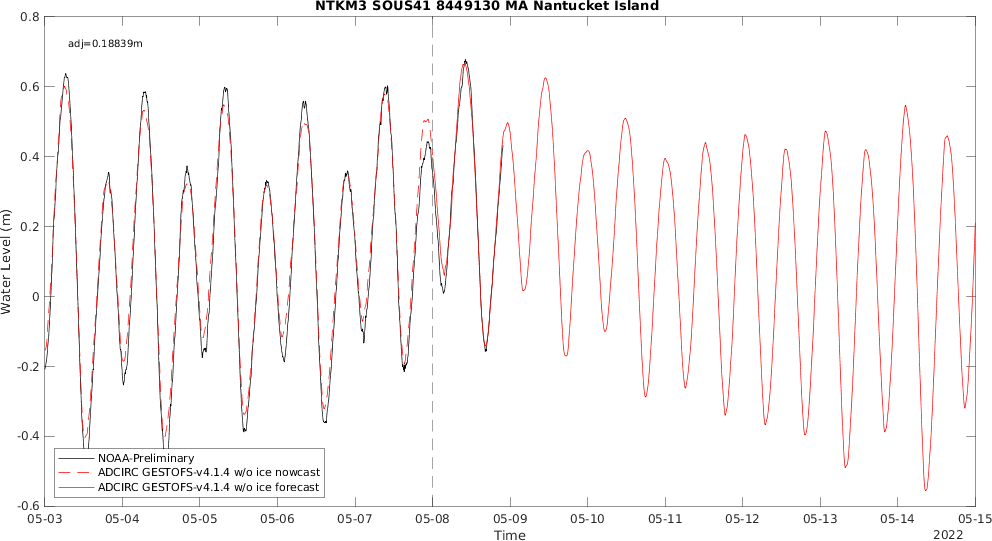 NTKM3 SOUS41 8449130 MA Nantucket Island
adj=0.18839m
0.8
0.6
0.4
0.2
0
-0.2
-0.4
-0.6
Water Level (m)
NOAA-Preliminary
ADCIRC GESTOFS-v4.1.4 w/o ice nowcast
ADCIRC GESTOFS-v4.1.4 w/o ice forecast
05-03 05-04 05-05 05-06 05-07 05-08 05-09 05-10 05-11 05-12 05-13 05-14 05-15
Time
2022